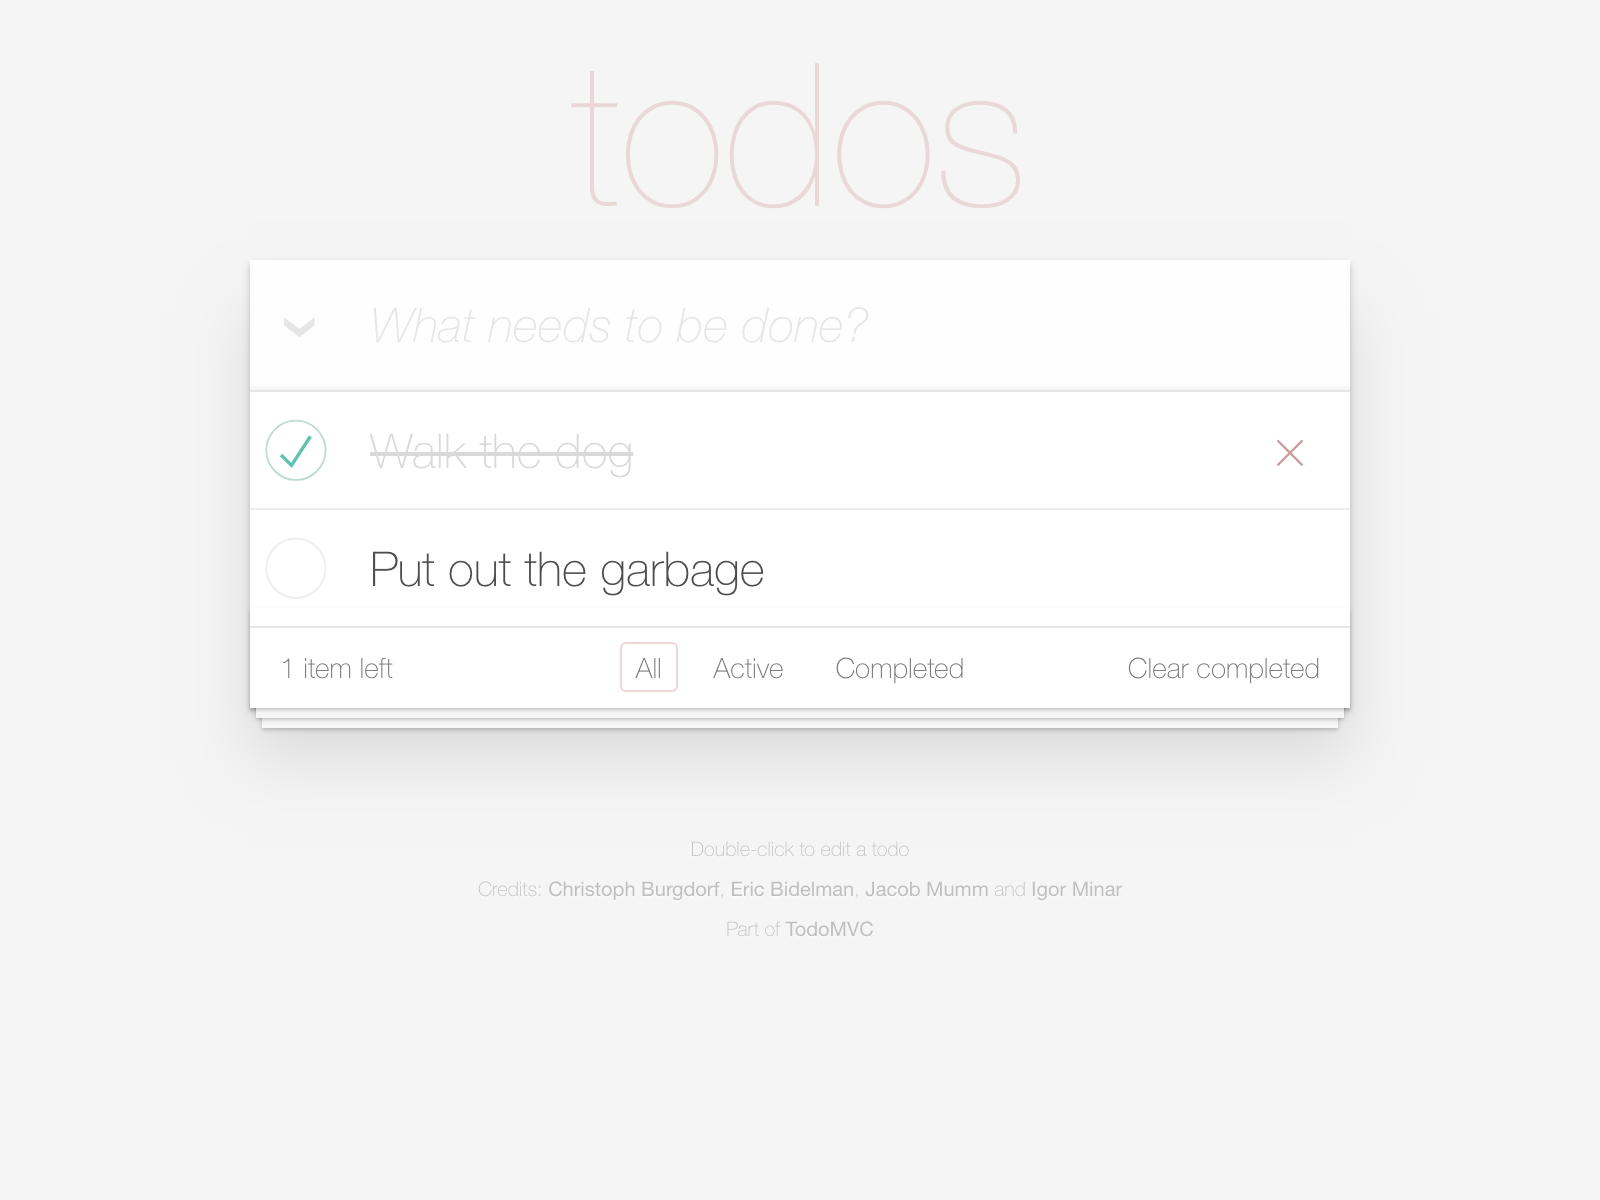 todos
What needs to be done?
Walk the dog
Put out the garbage
1 item left All Active Completed Clear completed
Double-click to edit a todo
Credits: Christoph Burgdorf, Eric Bidelman, Jacob Mumm and Igor Minar
Part of TodoMVC